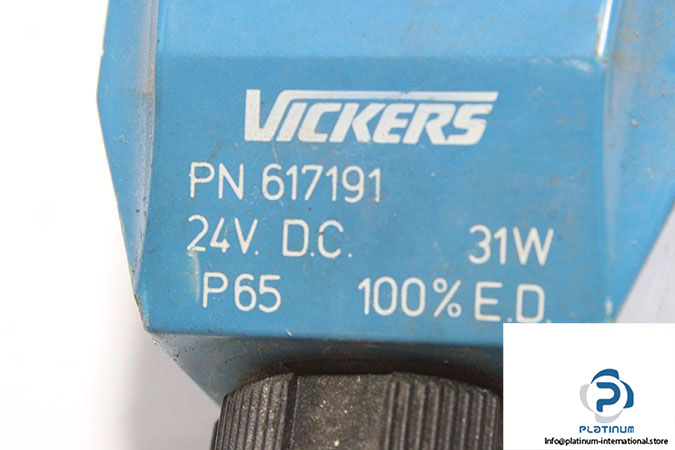 VICKERS
PN 617191
24V. D.C. 31W
P65 100% E.D.
PLATINUM
Info@platinum-international.store